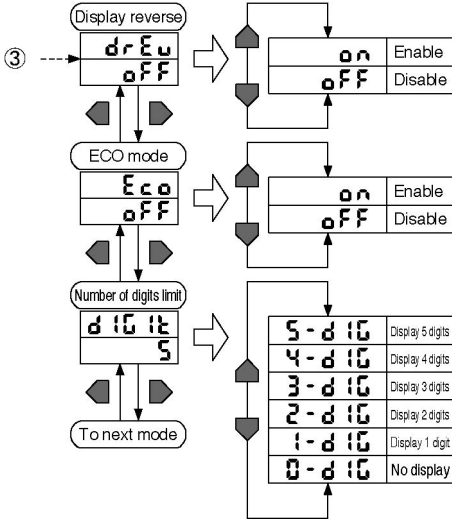 Display reverse
③
drEv
oFF
on Enable
oFF Disable
ECO mode
Eco
oFF
on Enable
oFF Disable
Number of digits limit
dIGIt
5
5-dIG Display 5 digits
4-dIG Display 4 digits
3-dIG Display 3 digits
2-dIG Display 2 digits
1-dIG Display 1 digit
0-dIG No display
To next mode